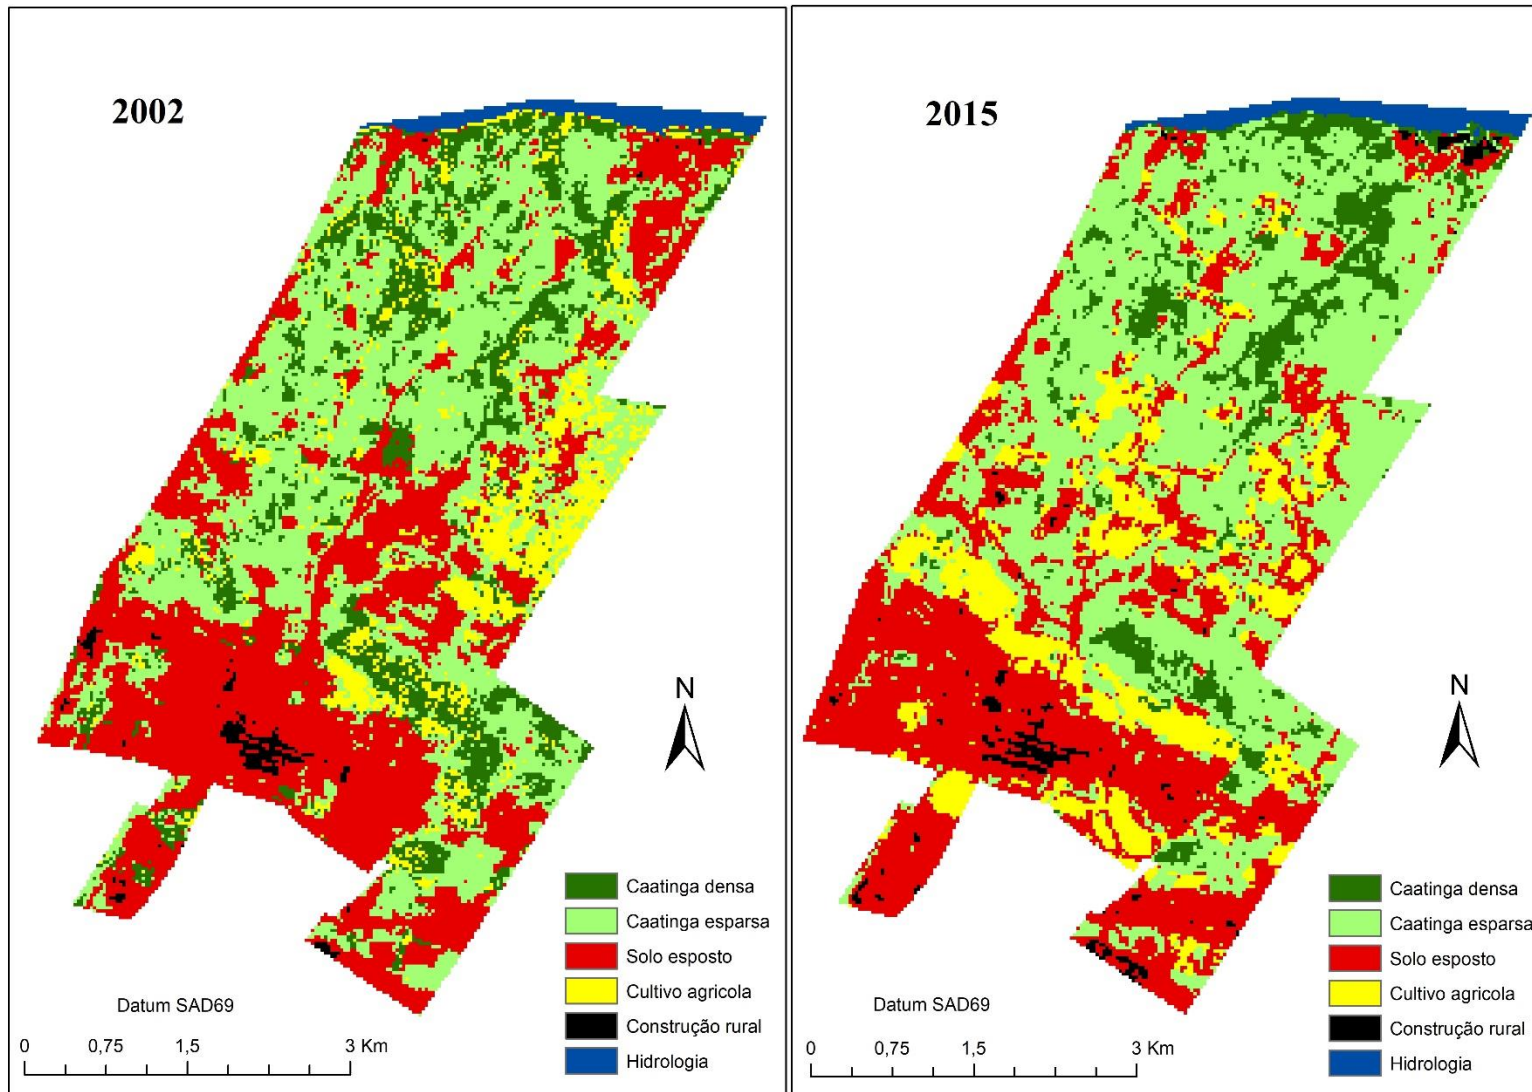 2002
N
Caatinga densa
Caatinga esparsa
Solo esposto
Cultivo agricola
Construção rural
Hidrologia
Datum SAD69
0 0,75 1,5 3 Km
2015
N
Caatinga densa
Caatinga esparsa
Solo esposto
Cultivo agricola
Construção rural
Hidrologia
Datum SAD69
0 0,75 1,5 3 Km